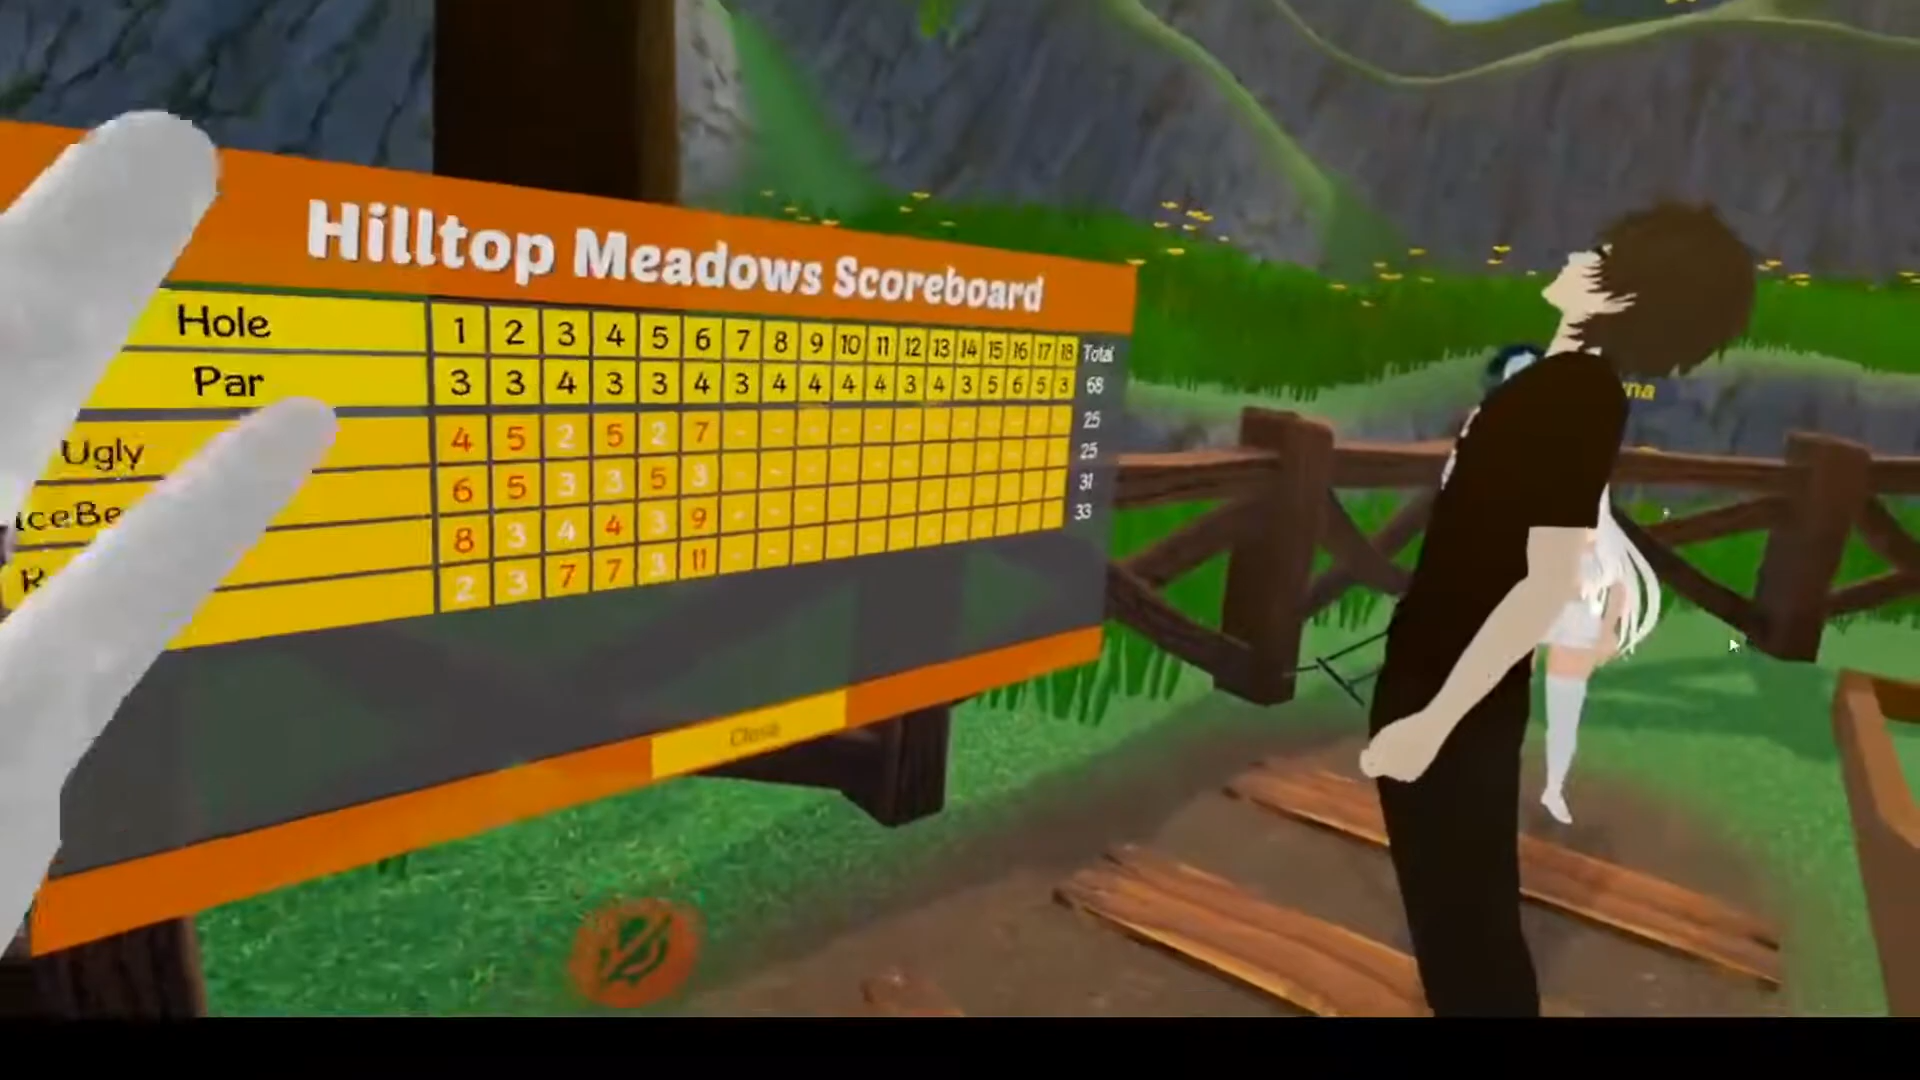 Hilltop Meadows Scoreboard
Hole 1 2 3 4 5 6 7 8 9 10 11 12 13 14 15 16 17 18 Total
Par 3 3 4 3 3 4 3 4 4 4 4 3 4 3 5 6 5 3 68
Ugly 4 5 2 5 2 7 - - - - - - - - - - - - 25
iceBe 6 5 3 3 5 3 - - - - - - - - - - - - 25
R 8 3 4 4 3 9 - - - - - - - - - - - - 31
2 3 7 7 3 11 - - - - - - - - - - - - 33
Close
na